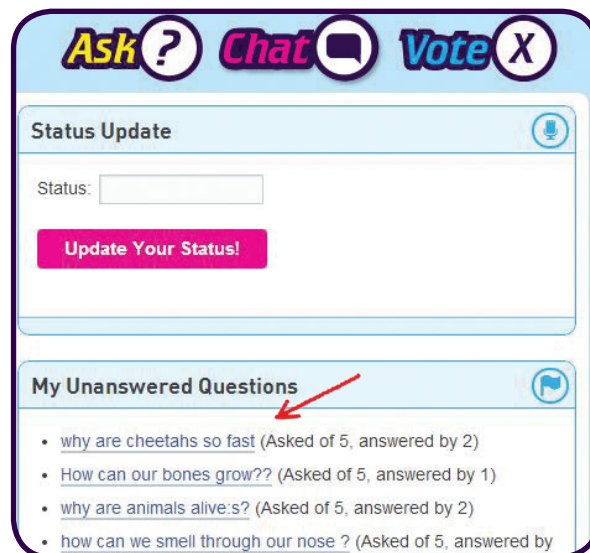 Ask ? Chat Vote X
Status Update
Status:
Update Your Status!
My Unanswered Questions
• why are cheetahs so fast (Asked of 5, answered by 2)
• How can our bones grow?? (Asked of 5, answered by 1)
• why are animals alive:s? (Asked of 5, answered by 2)
• how can we smell through our nose ? (Asked of 5, answered by